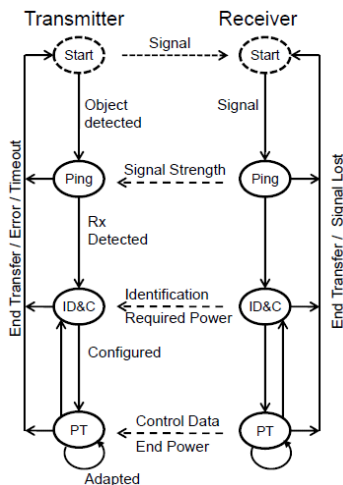 Transmitter Receiver
Signal
Start Start
Object
detected
Signal
Ping Signal Strength Ping
Rx
Detected
ID&C Identification ID&C
Required Power
Configured
PT Control Data PT
End Power
Adapted
End Transfer / Error / Timeout
End Transfer / Signal Lost